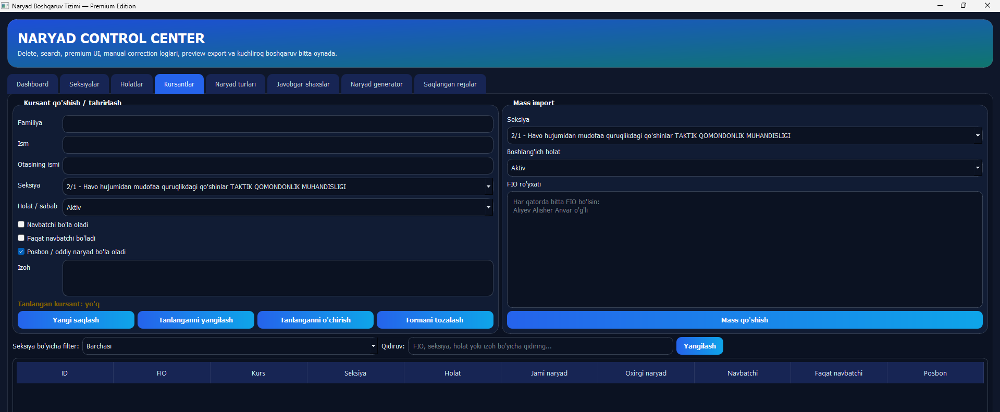 Naryad Boshqaruv Tizimi — Premium Edition
NARYAD CONTROL CENTER
Delete, search, premium UI, manual correction loglari, preview export va kuchliroq boshqaruv bitta oynada.
Dashboard
Seksiyalar
Holatlar
Kursantlar
Naryad turlari
Javobgar shaxslar
Naryad generator
Saqlangan rejalar
Kursant qo'shish / tahrirlash
Familiya
Ism
Otasining ismi
Seksiya
2/1 - Havo hujumidan mudofaa quruqlikdagi qo'shinlar TAKTIK QOMONDONLIK MUHANDISLIGI
Holat / sabab
Aktiv
Navbatchi bo'la oladi
Faqat navbatchi bo'ladi
Posbon / oddiy naryad bo'la oladi
Izoh
Tanlangan kursant: yo'q
Yangi saqlash
Tanlanganni yangilash
Tanlanganni o'chirish
Formani tozalash
Mass import
Seksiya
2/1 - Havo hujumidan mudofaa quruqlikdagi qo'shinlar TAKTIK QOMONDONLIK MUHANDISLIGI
Boshlang'ich holat
Aktiv
FIO ro'yxati
Har qatorda bitta FIO bo'lsin:
Aliyev Alisher Anvar o'g'li
Mass qo'shish
Seksiya bo'yicha filter:
Barchasi
Qidiruv:
FIO, seksiya, holat yoki izoh bo'yicha qidiring...
Yangilash
ID
FIO
Kurs
Seksiya
Holat
Jami naryad
Oxirgi naryad
Navbatchi
Faqat navbatchi
Posbon